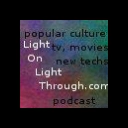 popular culture
Light
tv, movies
On
new techs
Light
Through.com
podcast